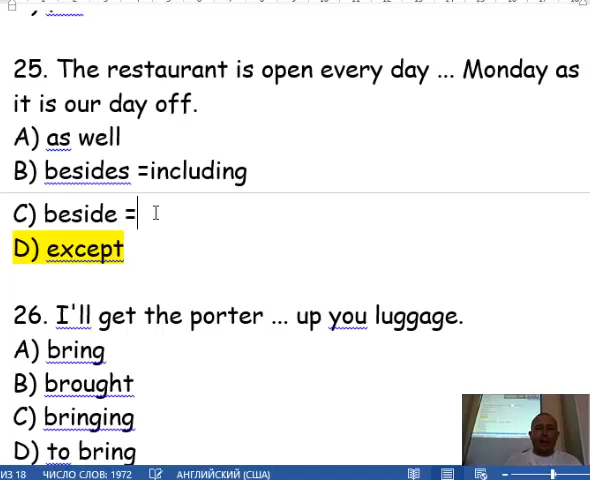 25. The restaurant is open every day ... Monday as
it is our day off.
A) as well
B) besides =including
C) beside =
D) except
26. I'll get the porter ... up you luggage.
A) bring
B) brought
C) bringing
D) to bring
ИЗ 18 ЧИСЛО СЛОВ: 1972 АНГЛИЙСКИЙ (США)